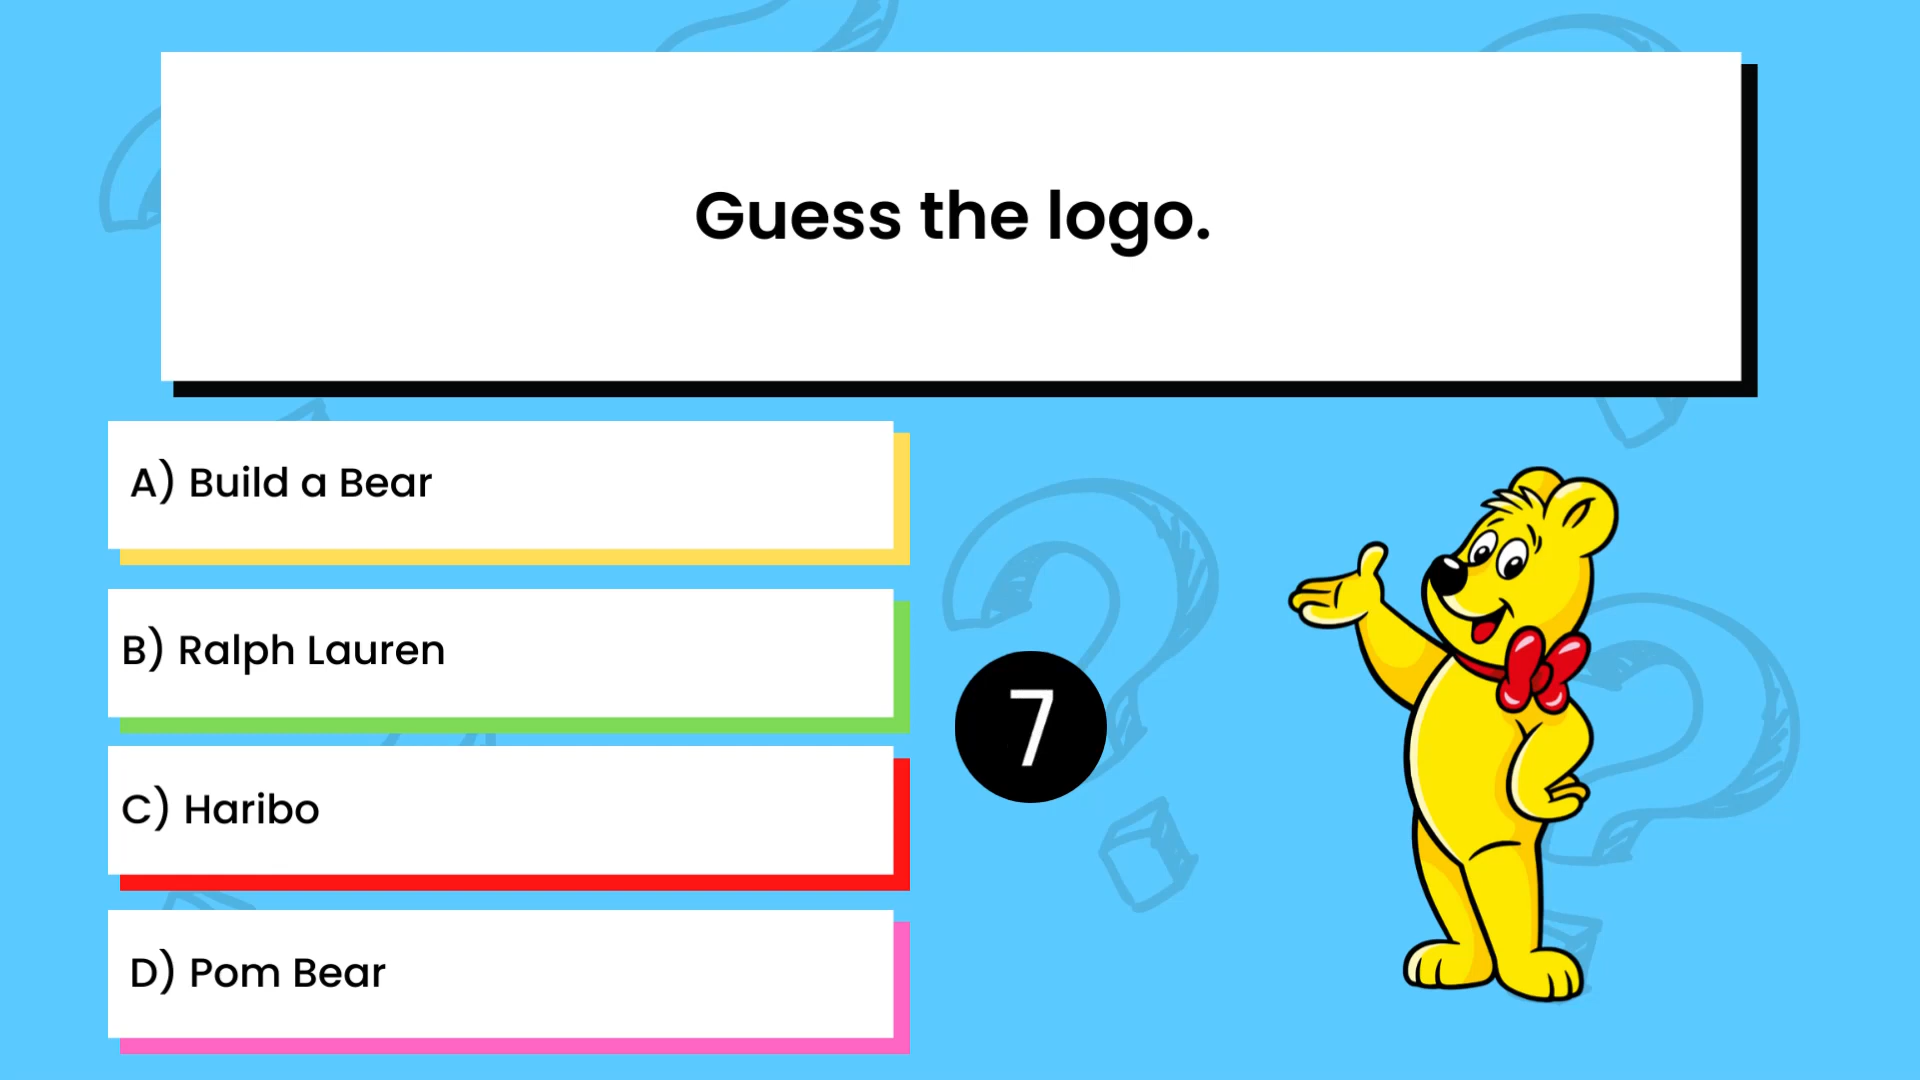 Guess the logo.
A) Build a Bear
B) Ralph Lauren
C) Haribo
7
D) Pom Bear